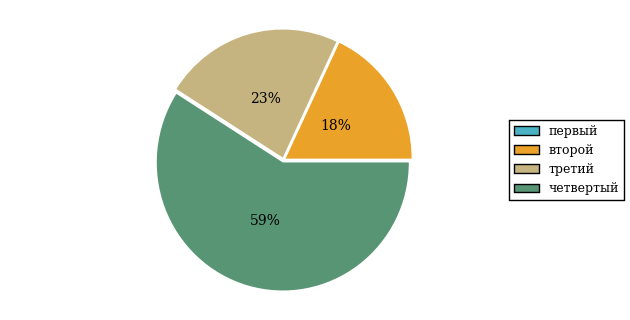 23%
18%
59%
первый
второй
третий
четвертый